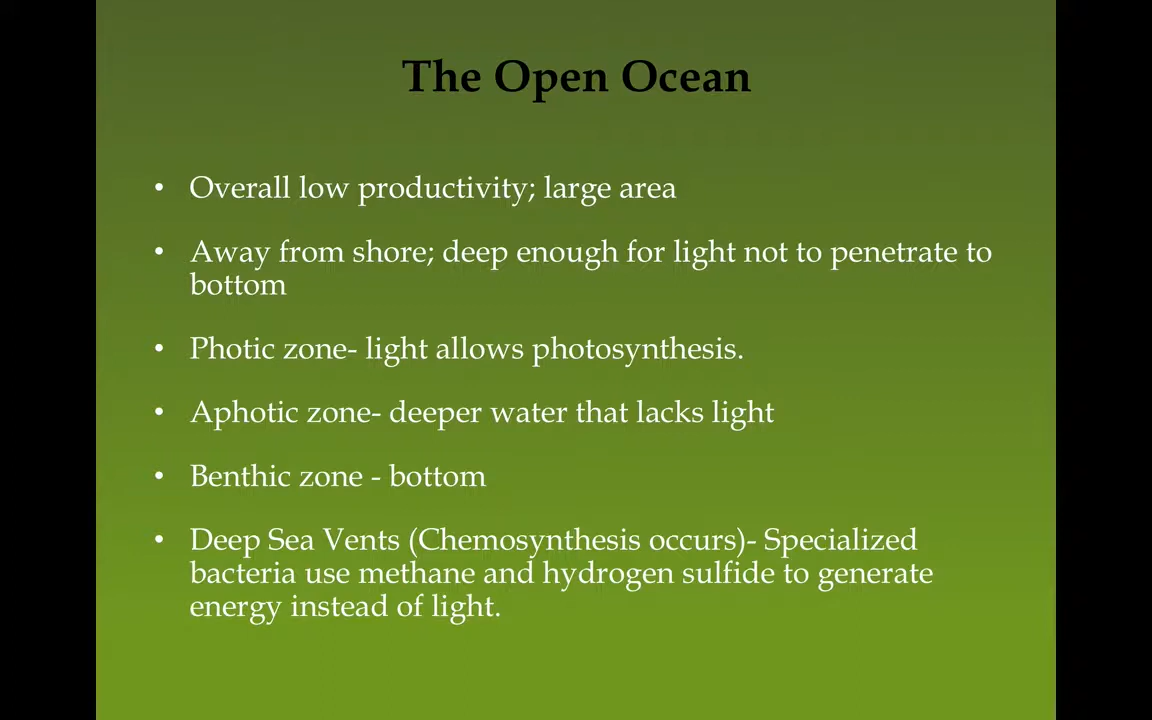 The Open Ocean
• Overall low productivity; large area
• Away from shore; deep enough for light not to penetrate to
bottom
• Photic zone- light allows photosynthesis.
• Aphotic zone- deeper water that lacks light
• Benthic zone - bottom
• Deep Sea Vents (Chemosynthesis occurs)- Specialized
bacteria use methane and hydrogen sulfide to generate
energy instead of light.